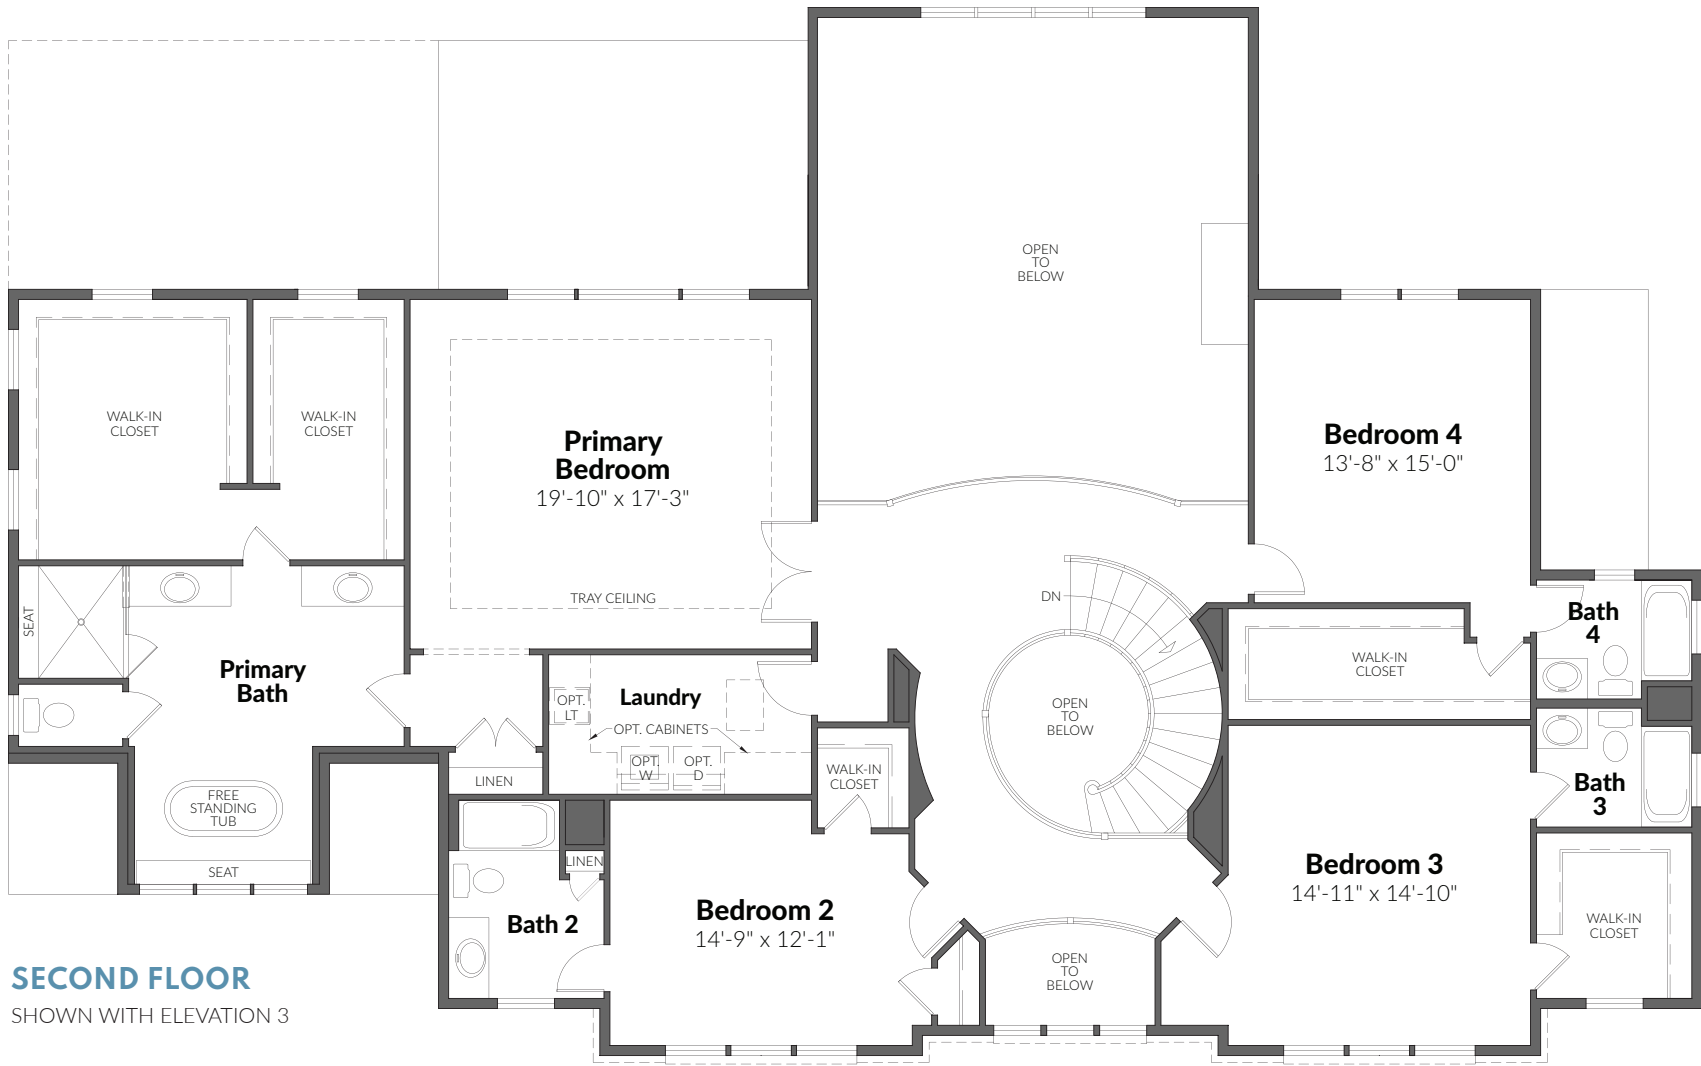 OPEN
TO
BELOW
WALK-IN
CLOSET
WALK-IN
CLOSET
Primary
Bedroom
19'-10" x 17'-3"
TRAY CEILING
Bedroom 4
13'-8" x 15'-0"
SEAT
Primary
Bath
DN
OPEN
TO
BELOW
WALK-IN
CLOSET
Bath
4
Laundry
OPT.
LT
OPT. CABINETS
OPT.
W
OPT.
D
LINEN
WALK-IN
CLOSET
FREE
STANDING
TUB
SEAT
LINEN
Bath 2
Bedroom 2
14'-9" x 12'-1"
OPEN
TO
BELOW
Bedroom 3
14'-11" x 14'-10"
Bath
3
WALK-IN
CLOSET
SECOND FLOOR
SHOWN WITH ELEVATION 3